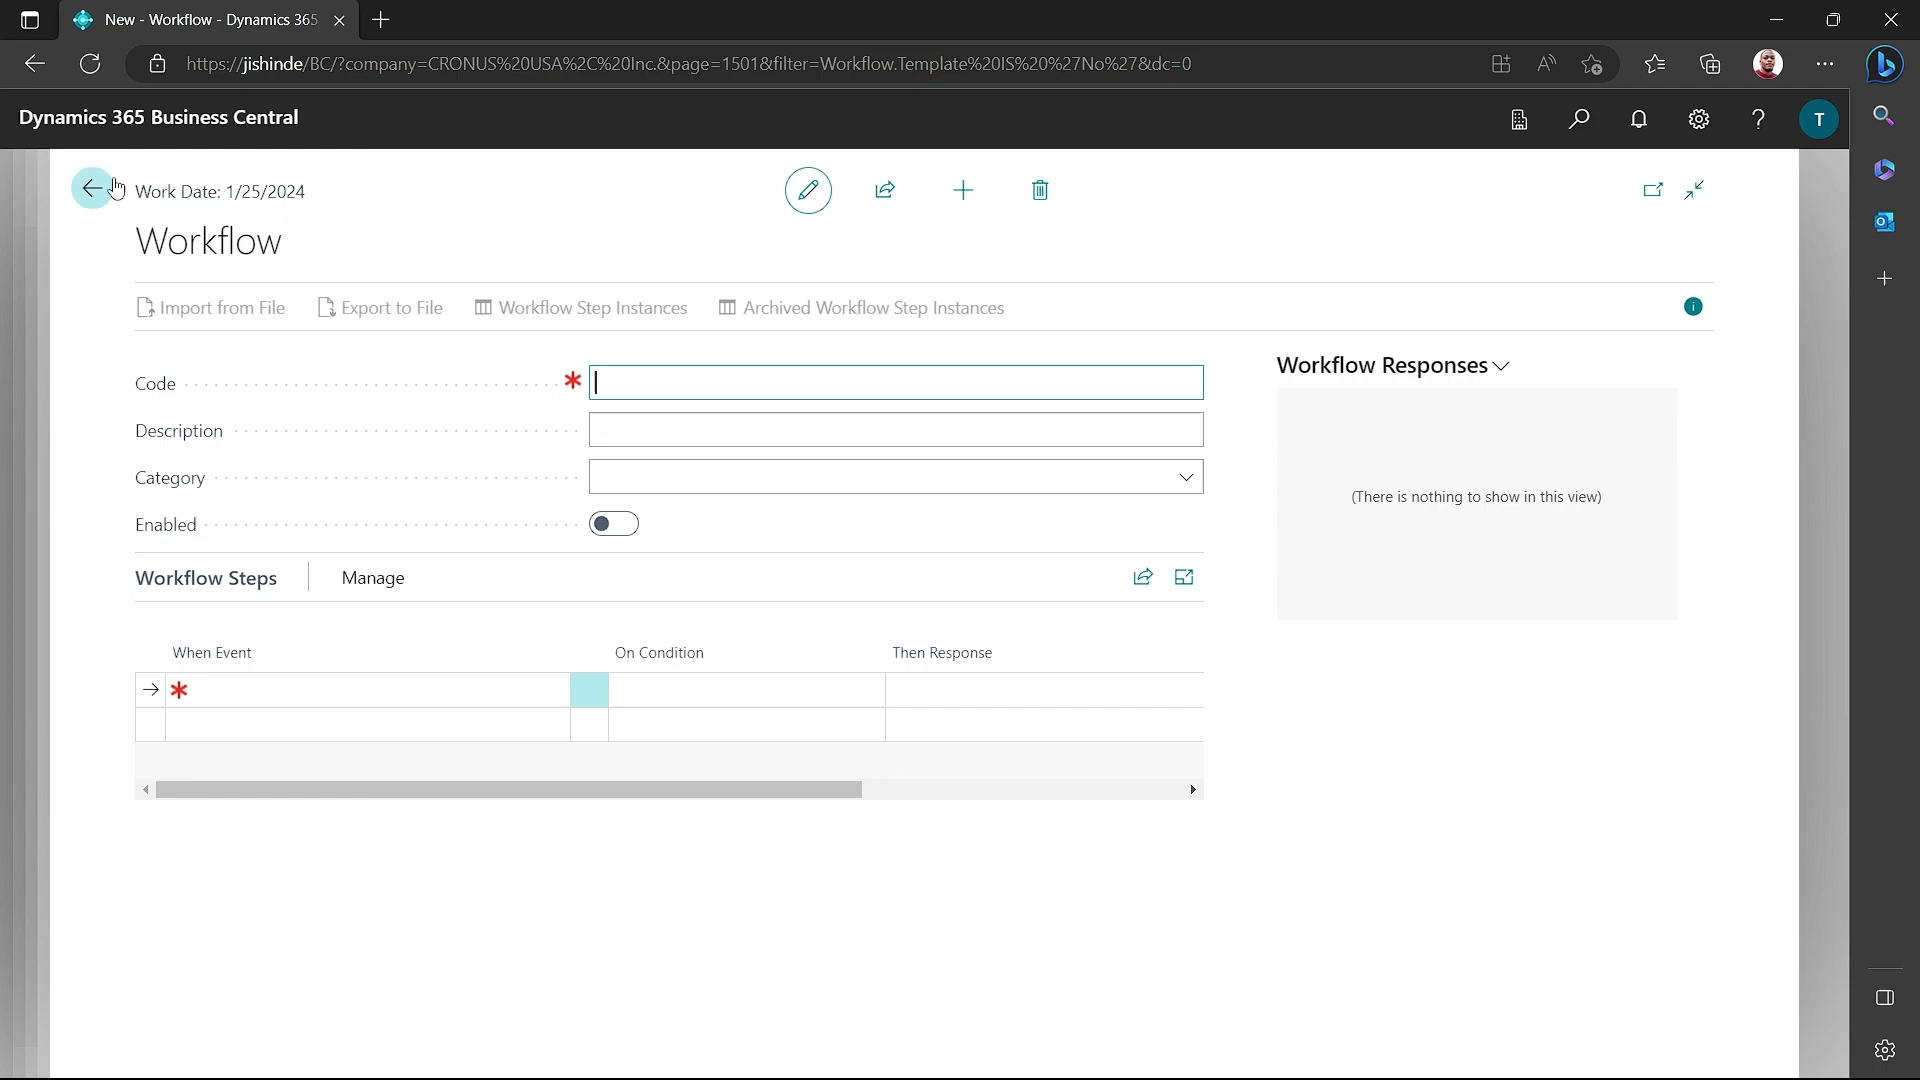 New - Workflow - Dynamics 365
https://jishinde/BC/?company=CRONUS%20USA%2C%20Inc.&page=1501&filter=Workflow.Template%20IS%20%27No%27&dc=0
Dynamics 365 Business Central
T
Work Date: 1/25/2024
Workflow
Import from File
Export to File
Workflow Step Instances
Archived Workflow Step Instances
Workflow Responses
Code
Description
(There is nothing to show in this view)
Category
Enabled
Workflow Steps
Manage
When Event
On Condition
Then Response